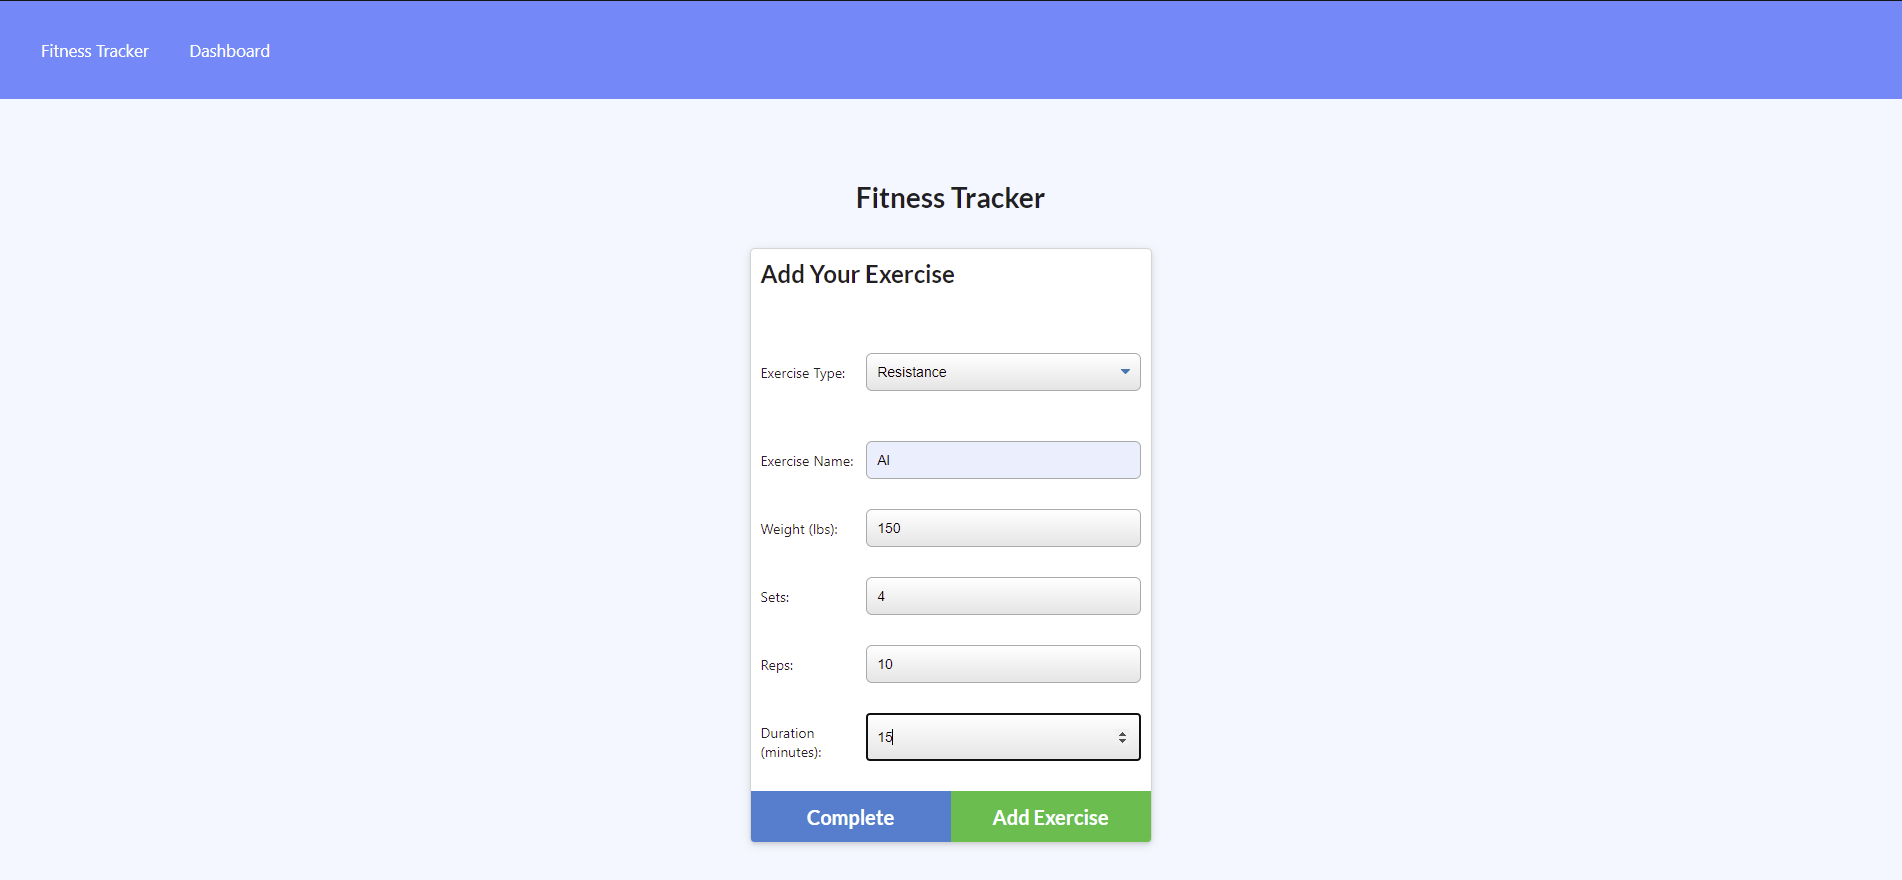 Fitness Tracker Dashboard
Fitness Tracker
Add Your Exercise
Exercise Type: Resistance
Exercise Name: Al
Weight (lbs): 150
Sets: 4
Reps: 10
Duration
(minutes): 15
Complete Add Exercise